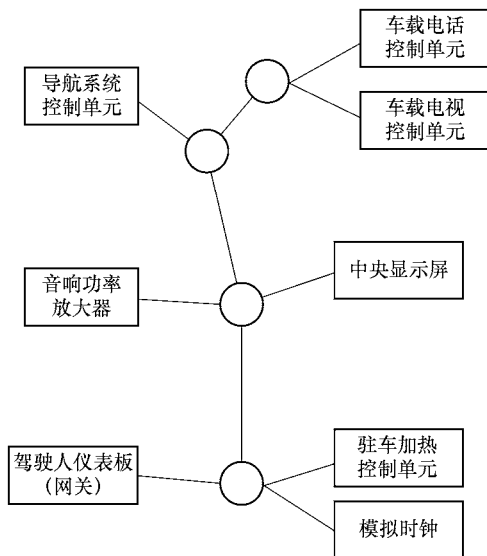 车载电话
控制单元
导航系统
控制单元
车载电视
控制单元
中央显示屏
音响功率
放大器
驻车加热
控制单元
驾驶人仪表板
(网关)
模拟时钟